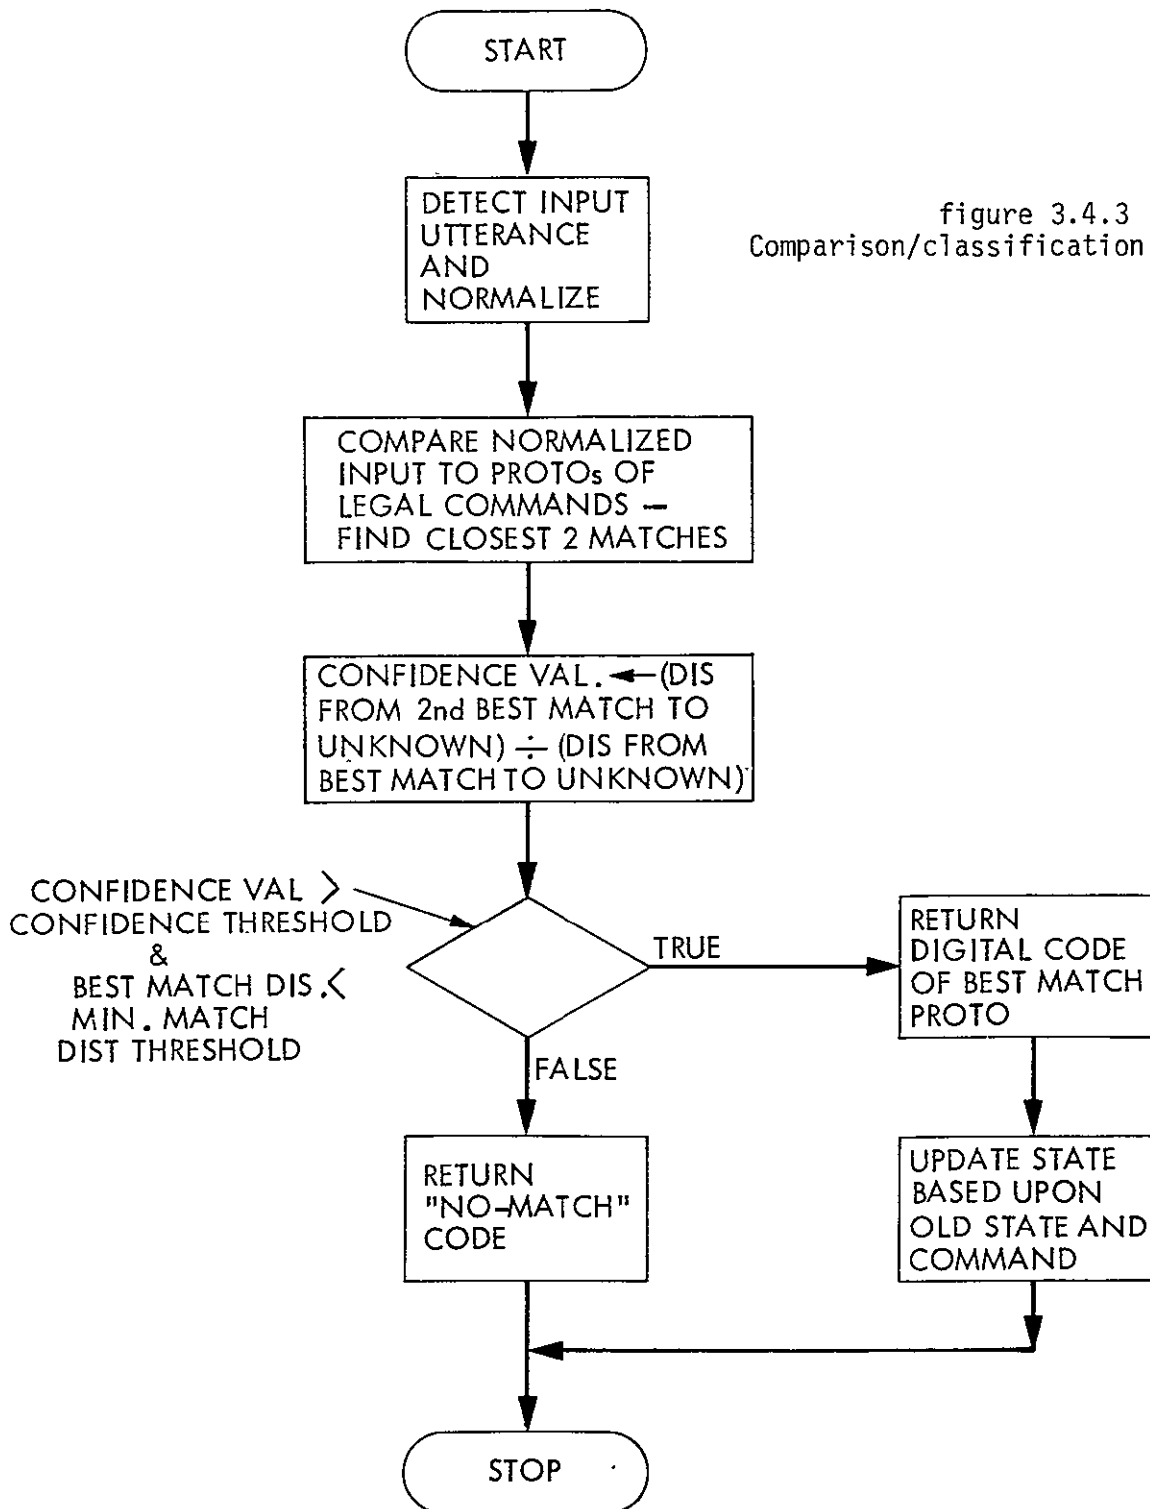 START
DETECT INPUT
UTTERANCE
AND
NORMALIZE
figure 3.4.3
Comparison/classification
COMPARE NORMALIZED
INPUT TO PROTOs OF
LEGAL COMMANDS —
FIND CLOSEST 2 MATCHES
CONFIDENCE VAL. ← (DIS
FROM 2nd BEST MATCH TO
UNKNOWN) ÷ (DIS FROM
BEST MATCH TO UNKNOWN)
CONFIDENCE VAL >
CONFIDENCE THRESHOLD
&
BEST MATCH DIS. <
MIN. MATCH
DIST THRESHOLD
TRUE
RETURN
DIGITAL CODE
OF BEST MATCH
PROTO
FALSE
RETURN
"NO-MATCH"
CODE
UPDATE STATE
BASED UPON
OLD STATE AND
COMMAND
STOP